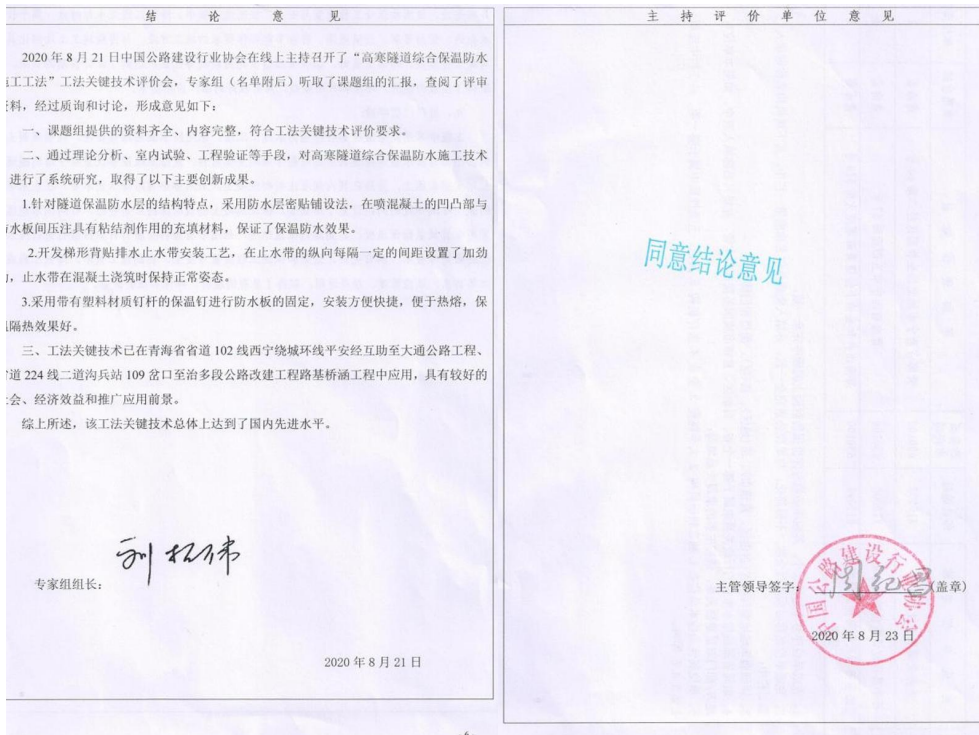 结论意见
2020 年 8 月 21 日中国公路建设行业协会在线上主持召开了“高寒隧道综合保温防水
工工法”工法关键技术评价会，专家组（名单附后）听取了课题组的汇报，查阅了评审
料，经过质询和讨论，形成意见如下：
一、课题组提供的资料齐全、内容完整，符合工法关键技术评价要求。
二、通过理论分析、室内试验、工程验证等手段，对高寒隧道综合保温防水施工技术
进行了系统研究，取得了以下主要创新成果。
1.针对隧道保温防水层的结构特点，采用防水层密贴铺设法，在喷混凝土的凹凸部与
水板间压注具有粘结剂作用的充填材料，保证了保温防水效果。
2.开发梯形背贴排水止水带安装工艺，在止水带的纵向每隔一定的间距设置了加劲
，止水带在混凝土浇筑时保持正常姿态。
3.采用带有塑料材质钉杆的保温钉进行防水板的固定，安装方便快捷，便于热熔，保
隔热效果好。
三、工法关键技术已在青海省省道 102 线西宁绕城环线平安经互助至大通公路工程、
道 224 线二道沟兵站 109 岔口至治多段公路改建工程路基桥涵工程中应用，具有较好的
会、经济效益和推广应用前景。
综上所述，该工法关键技术总体上达到了国内先进水平。
专家组组长：
2020 年 8 月 21 日
主持评价单位意见
同意结论意见
中国公路建设行业协会
主管领导签字： （盖章）
2020 年 8 月 23 日
6